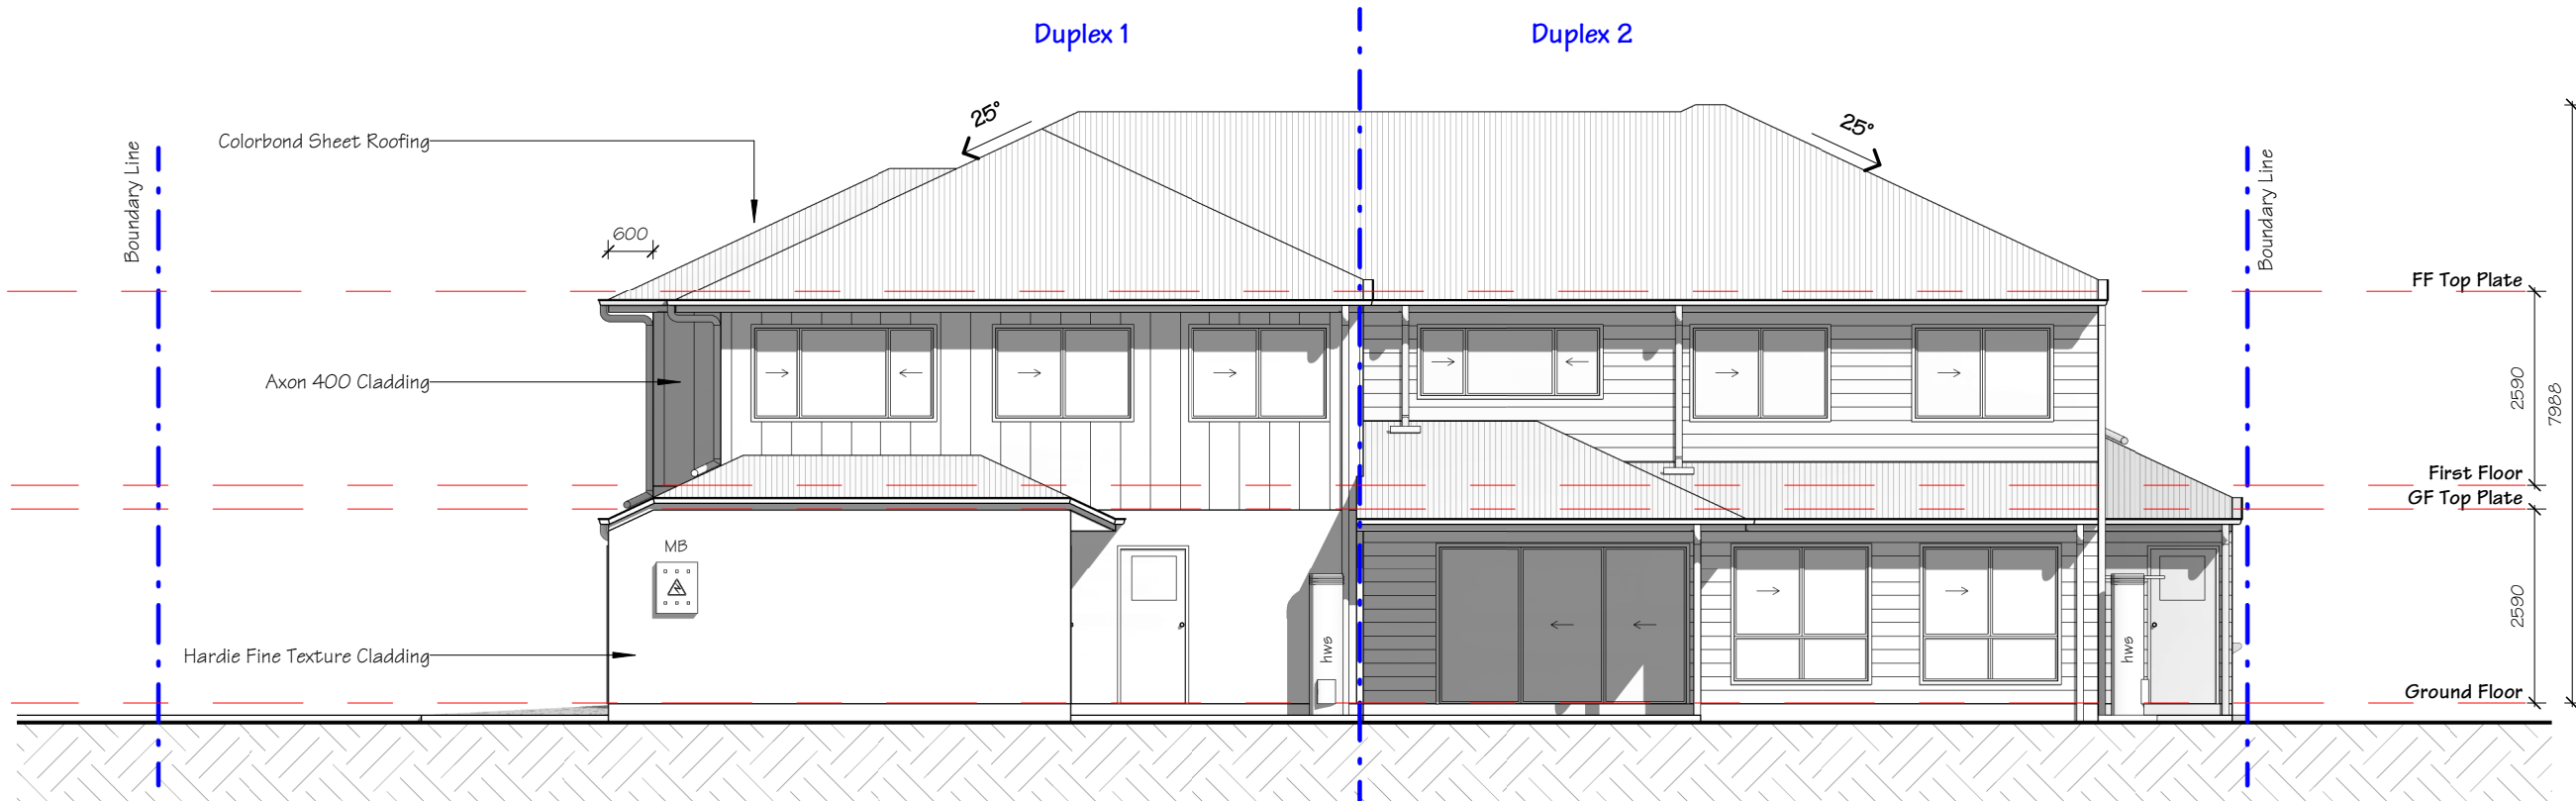 Duplex 1
Duplex 2
25°
25°
Colorbond Sheet Roofing
Boundary Line
Boundary Line
600
FF Top Plate
Axon 400 Cladding
2590
7988
First Floor
GF Top Plate
MB
2590
Hardie Fine Texture Cladding
hws
hws
Ground Floor